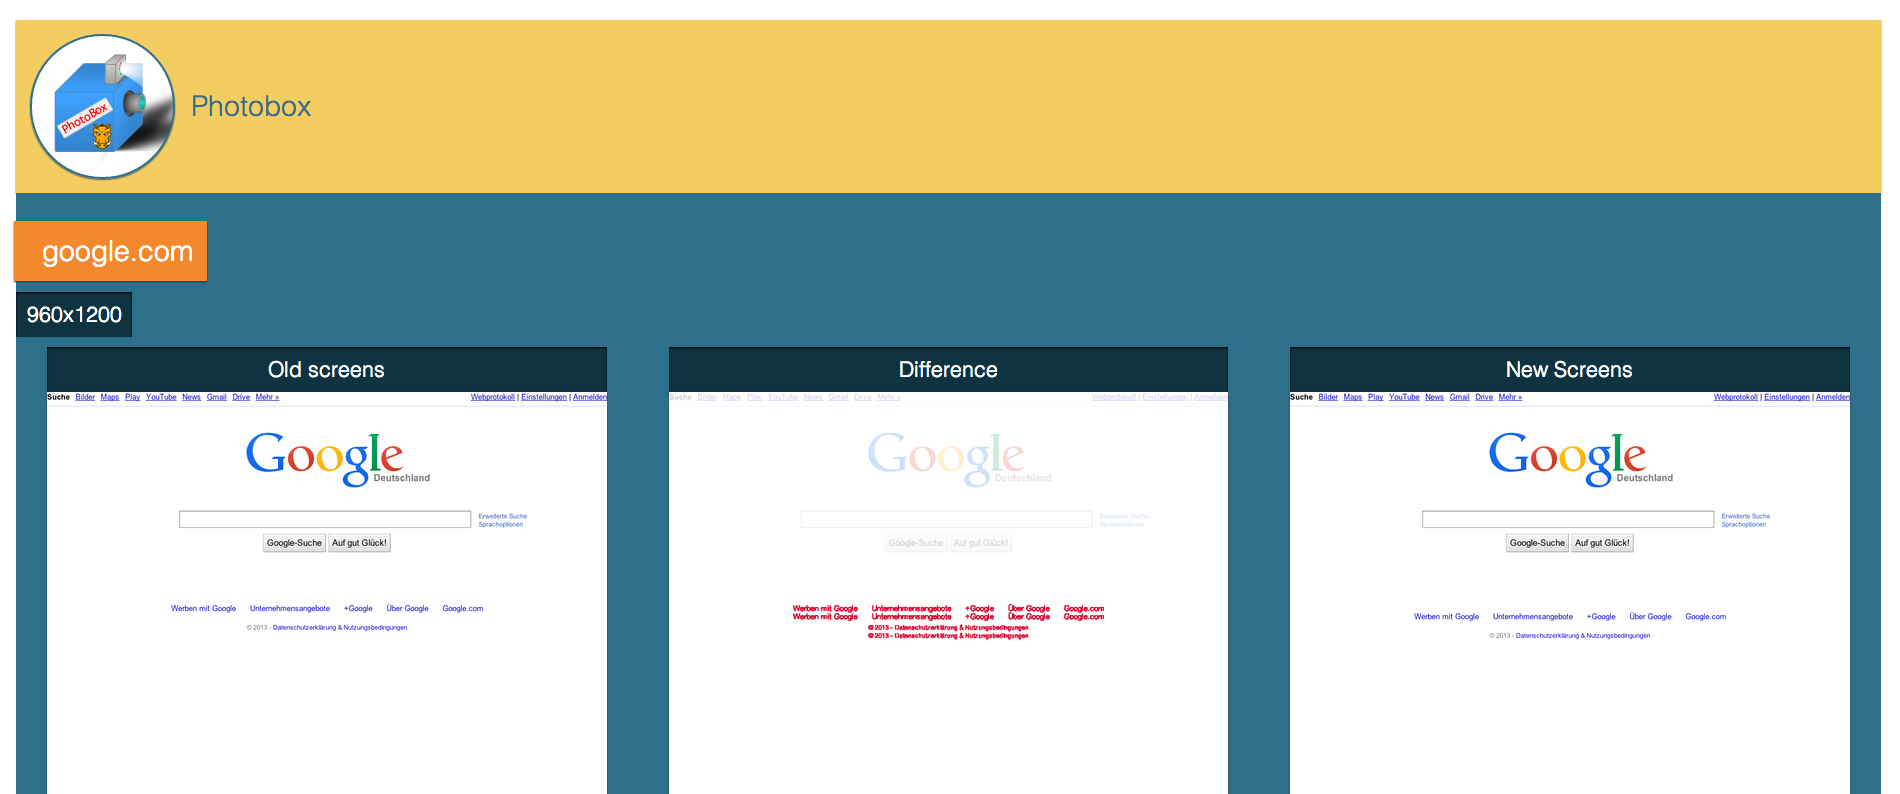 PhotoBox
Photobox
google.com
960x1200
Old screens
Suche Bilder Maps Play YouTube News Gmail Drive Mehr » Webprotokoll | Einstellungen | Anmelden
Google
Deutschland
Erweiterte Suche
Sprachoptionen
Google-Suche Auf gut Glück!
Werben mit Google Unternehmensangebote +Google Über Google Google.com
© 2013 - Datenschutzerklärung & Nutzungsbedingungen
Difference
Suche Bilder Maps Play YouTube News Gmail Drive Mehr » Webprotokoll | Einstellungen | Anmelden
Google
Deutschland
Erweiterte Suche
Sprachoptionen
Google-Suche Auf gut Glück!
Werben mit Google Unternehmensangebote +Google Über Google Google.com
Werben mit Google Unternehmensangebote +Google Über Google Google.com
© 2013 - Datenschutzerklärung & Nutzungsbedingungen
© 2013 - Datenschutzerklärung & Nutzungsbedingungen
New Screens
Suche Bilder Maps Play YouTube News Gmail Drive Mehr » Webprotokoll | Einstellungen | Anmelden
Google
Deutschland
Erweiterte Suche
Sprachoptionen
Google-Suche Auf gut Glück!
Werben mit Google Unternehmensangebote +Google Über Google Google.com
© 2013 - Datenschutzerklärung & Nutzungsbedingungen